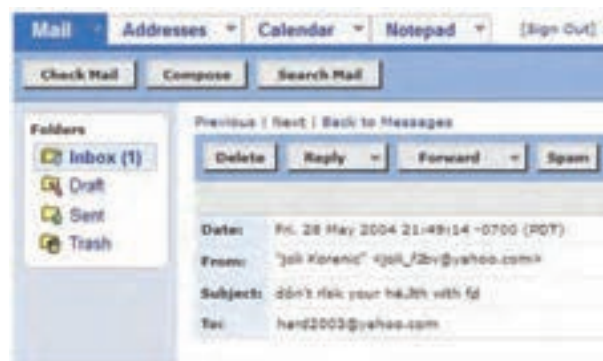 Mail Addresses Calendar Notepad [Sign Out]
Check Mail Compose Search Mail
Previous | Next | Back to Messages
Folders
Inbox (1)
Draft
Sent
Trash
Delete Reply Forward Spam
Date: Fri, 28 May 2004 21:49:14 -0700 (PDT)
From: "Joli Korenic" <joli_f2bv@yahoo.com>
Subject: dón't risk your with fd
To: hard2003@yahoo.com